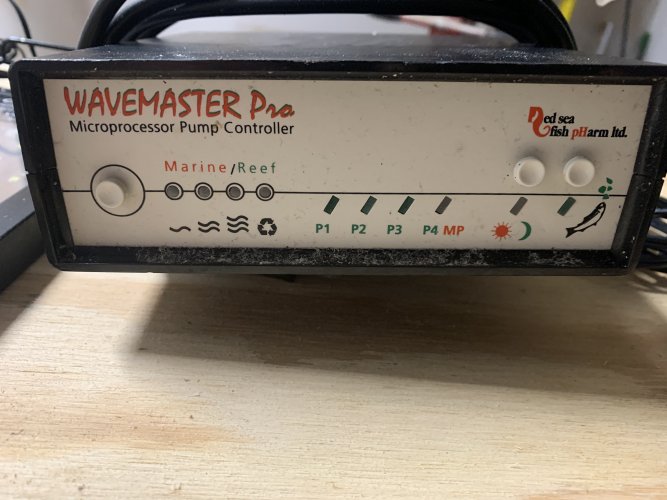 WAVEMASTER Pro
Microprocessor Pump Controller
Red sea
fish pHarm ltd.
Marine/Reef
P1 P2 P3 P4 MP